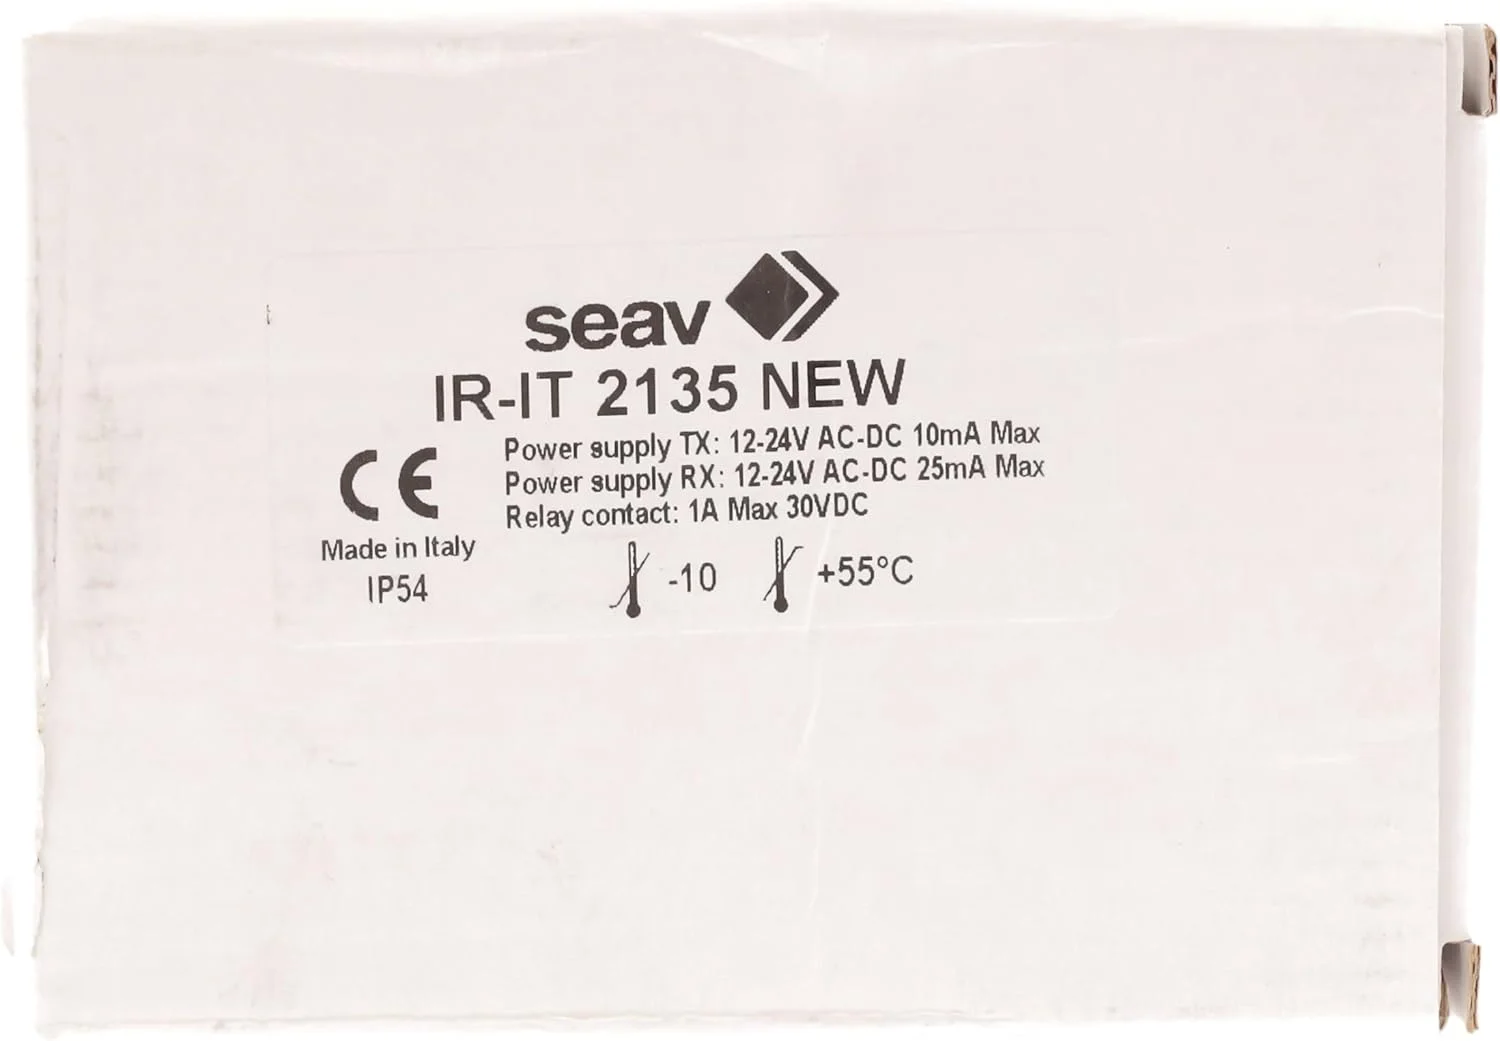 seav
IR-IT 2135 NEW
CE
Power supply TX: 12-24V AC-DC 10mA Max
Power supply RX: 12-24V AC-DC 25mA Max
Relay contact: 1A Max 30VDC
Made in Italy
IP54
-10 +55°C